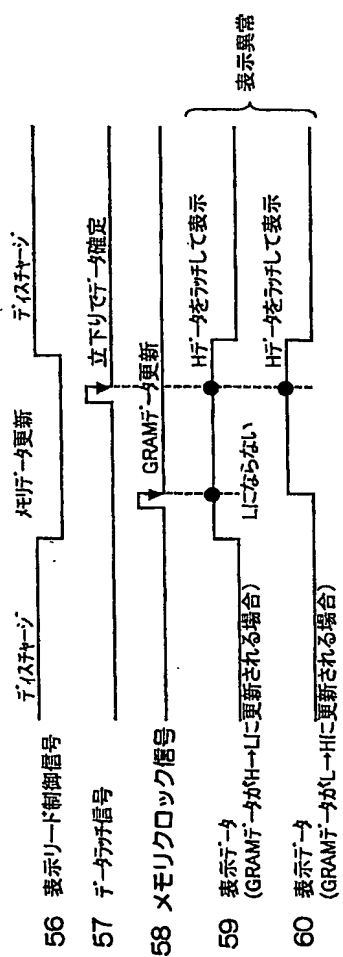 ディスチャージ メモリデータ更新 ディスチャージ
56 表示リード制御信号
立下りでデータ確定
57 データラッチ信号
GRAMデータ更新
58 メモリクロック信号
Hデータをラッチして表示
Lにならない
59 表示データ
(GRAMデータがH→Lに更新される場合)
Hデータをラッチして表示
60 表示データ
(GRAMデータがL→Hに更新される場合)
表示異常